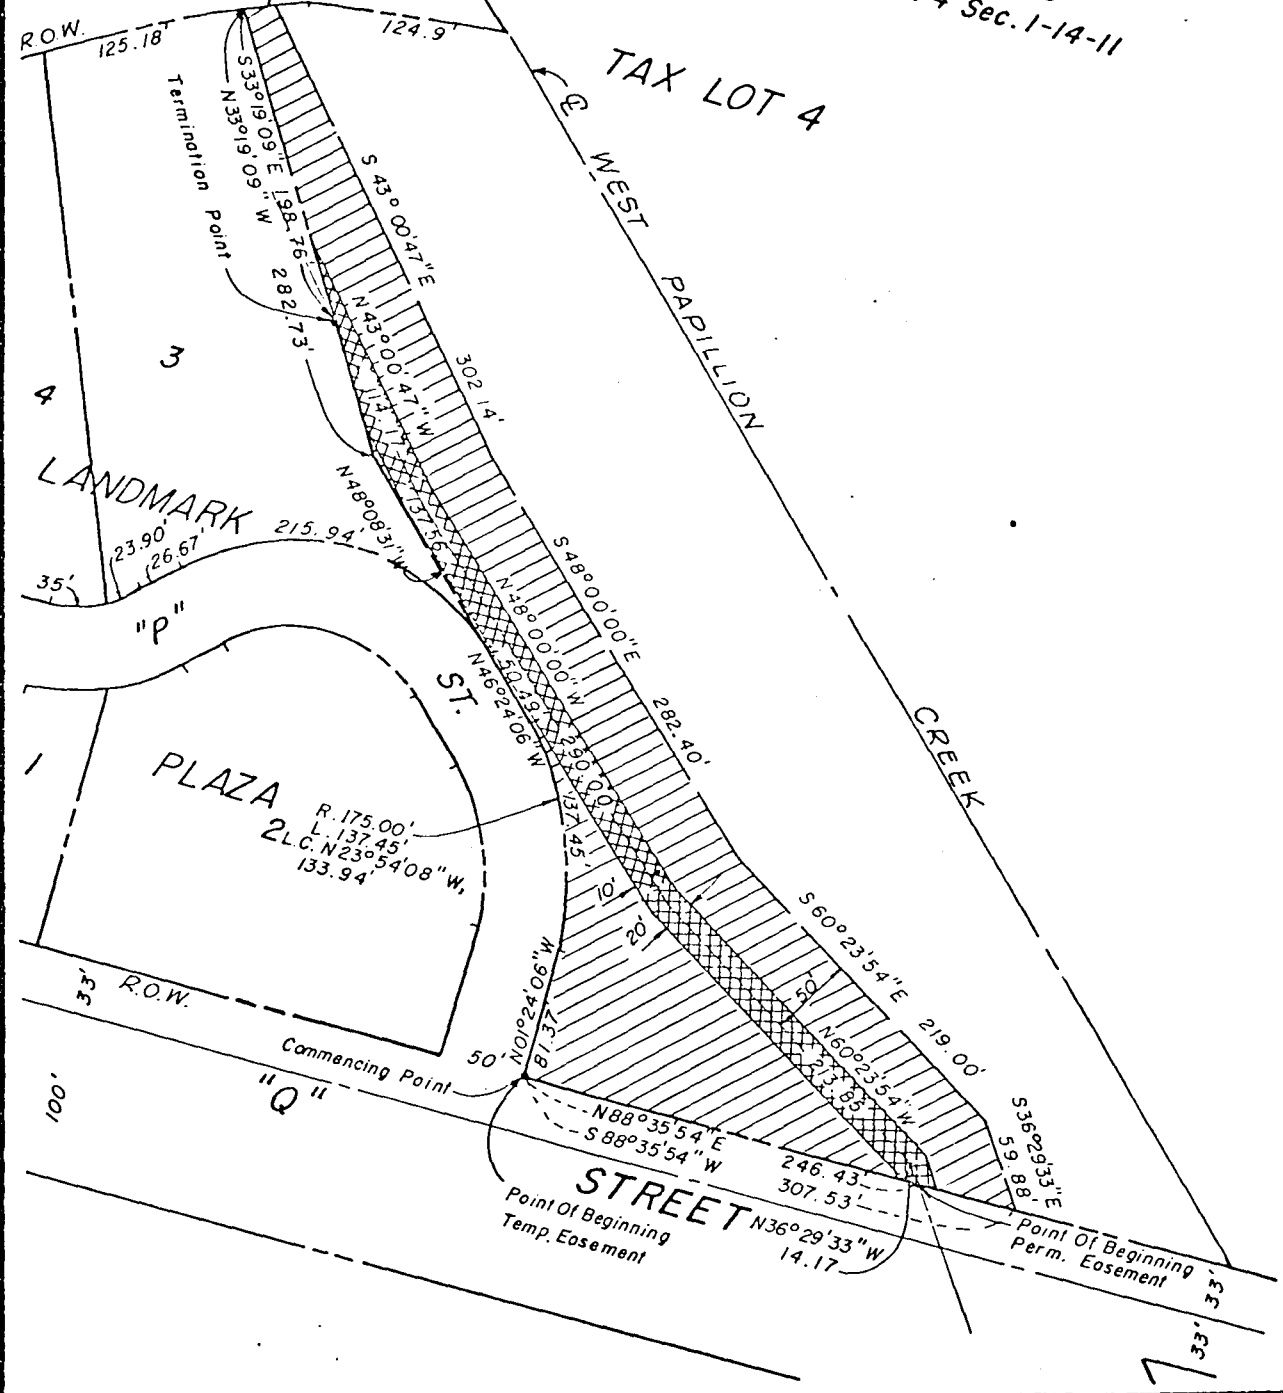 Sec. 1-14-11
R.O.W.
125.18'
124.9'
TAX LOT 4
S33°19'09"E 198.76'
N33°19'09"W
282.73'
Termination Point
S 43°00'47"E
302.14'
WEST
PAPILLION
CREEK
3
4
N43°00'47"W
114.17'
LANDMARK
N48°08'31"W
137.56'
23.90'
26.67'
215.94'
35'
"P"
ST.
S48°00'00"E
282.40'
N48°00'00"W
290.00'
N46°24'06"W
50.49'
1
PLAZA
2
R. 175.00'
L. 137.45'
L.C. N23°54'08"W,
133.94'
137.45'
10'
20'
S60°23'54"E
219.00'
50'
N60°23'54"W
213.85'
S36°29'33"E
59.88'
N01°24'06"W
81.37'
33'
R.O.W.
Commencing Point
50'
100'
"Q"
STREET
N88°35'54"E
S88°35'54"W
246.43'
307.53'
Point Of Beginning
Temp. Easement
N36°29'33"W
14.17
Point Of Beginning
Perm. Easement
33'
33'